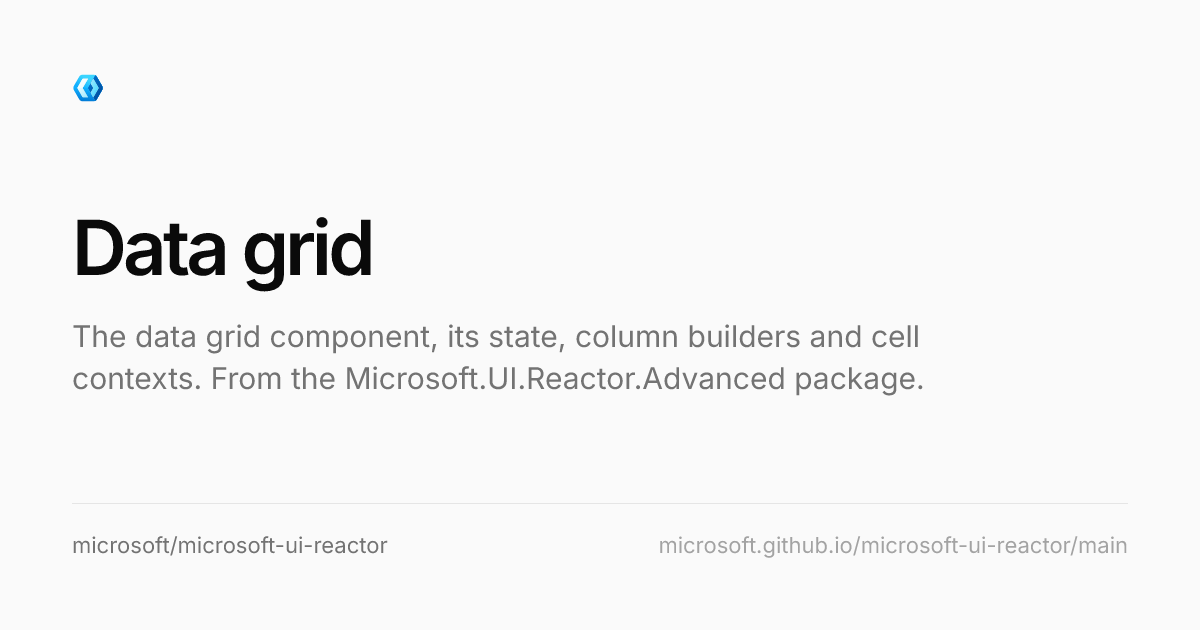 Data grid
The data grid component, its state, column builders and cell
contexts. From the Microsoft.UI.Reactor.Advanced package.
microsoft/microsoft-ui-reactor
microsoft.github.io/microsoft-ui-reactor/main